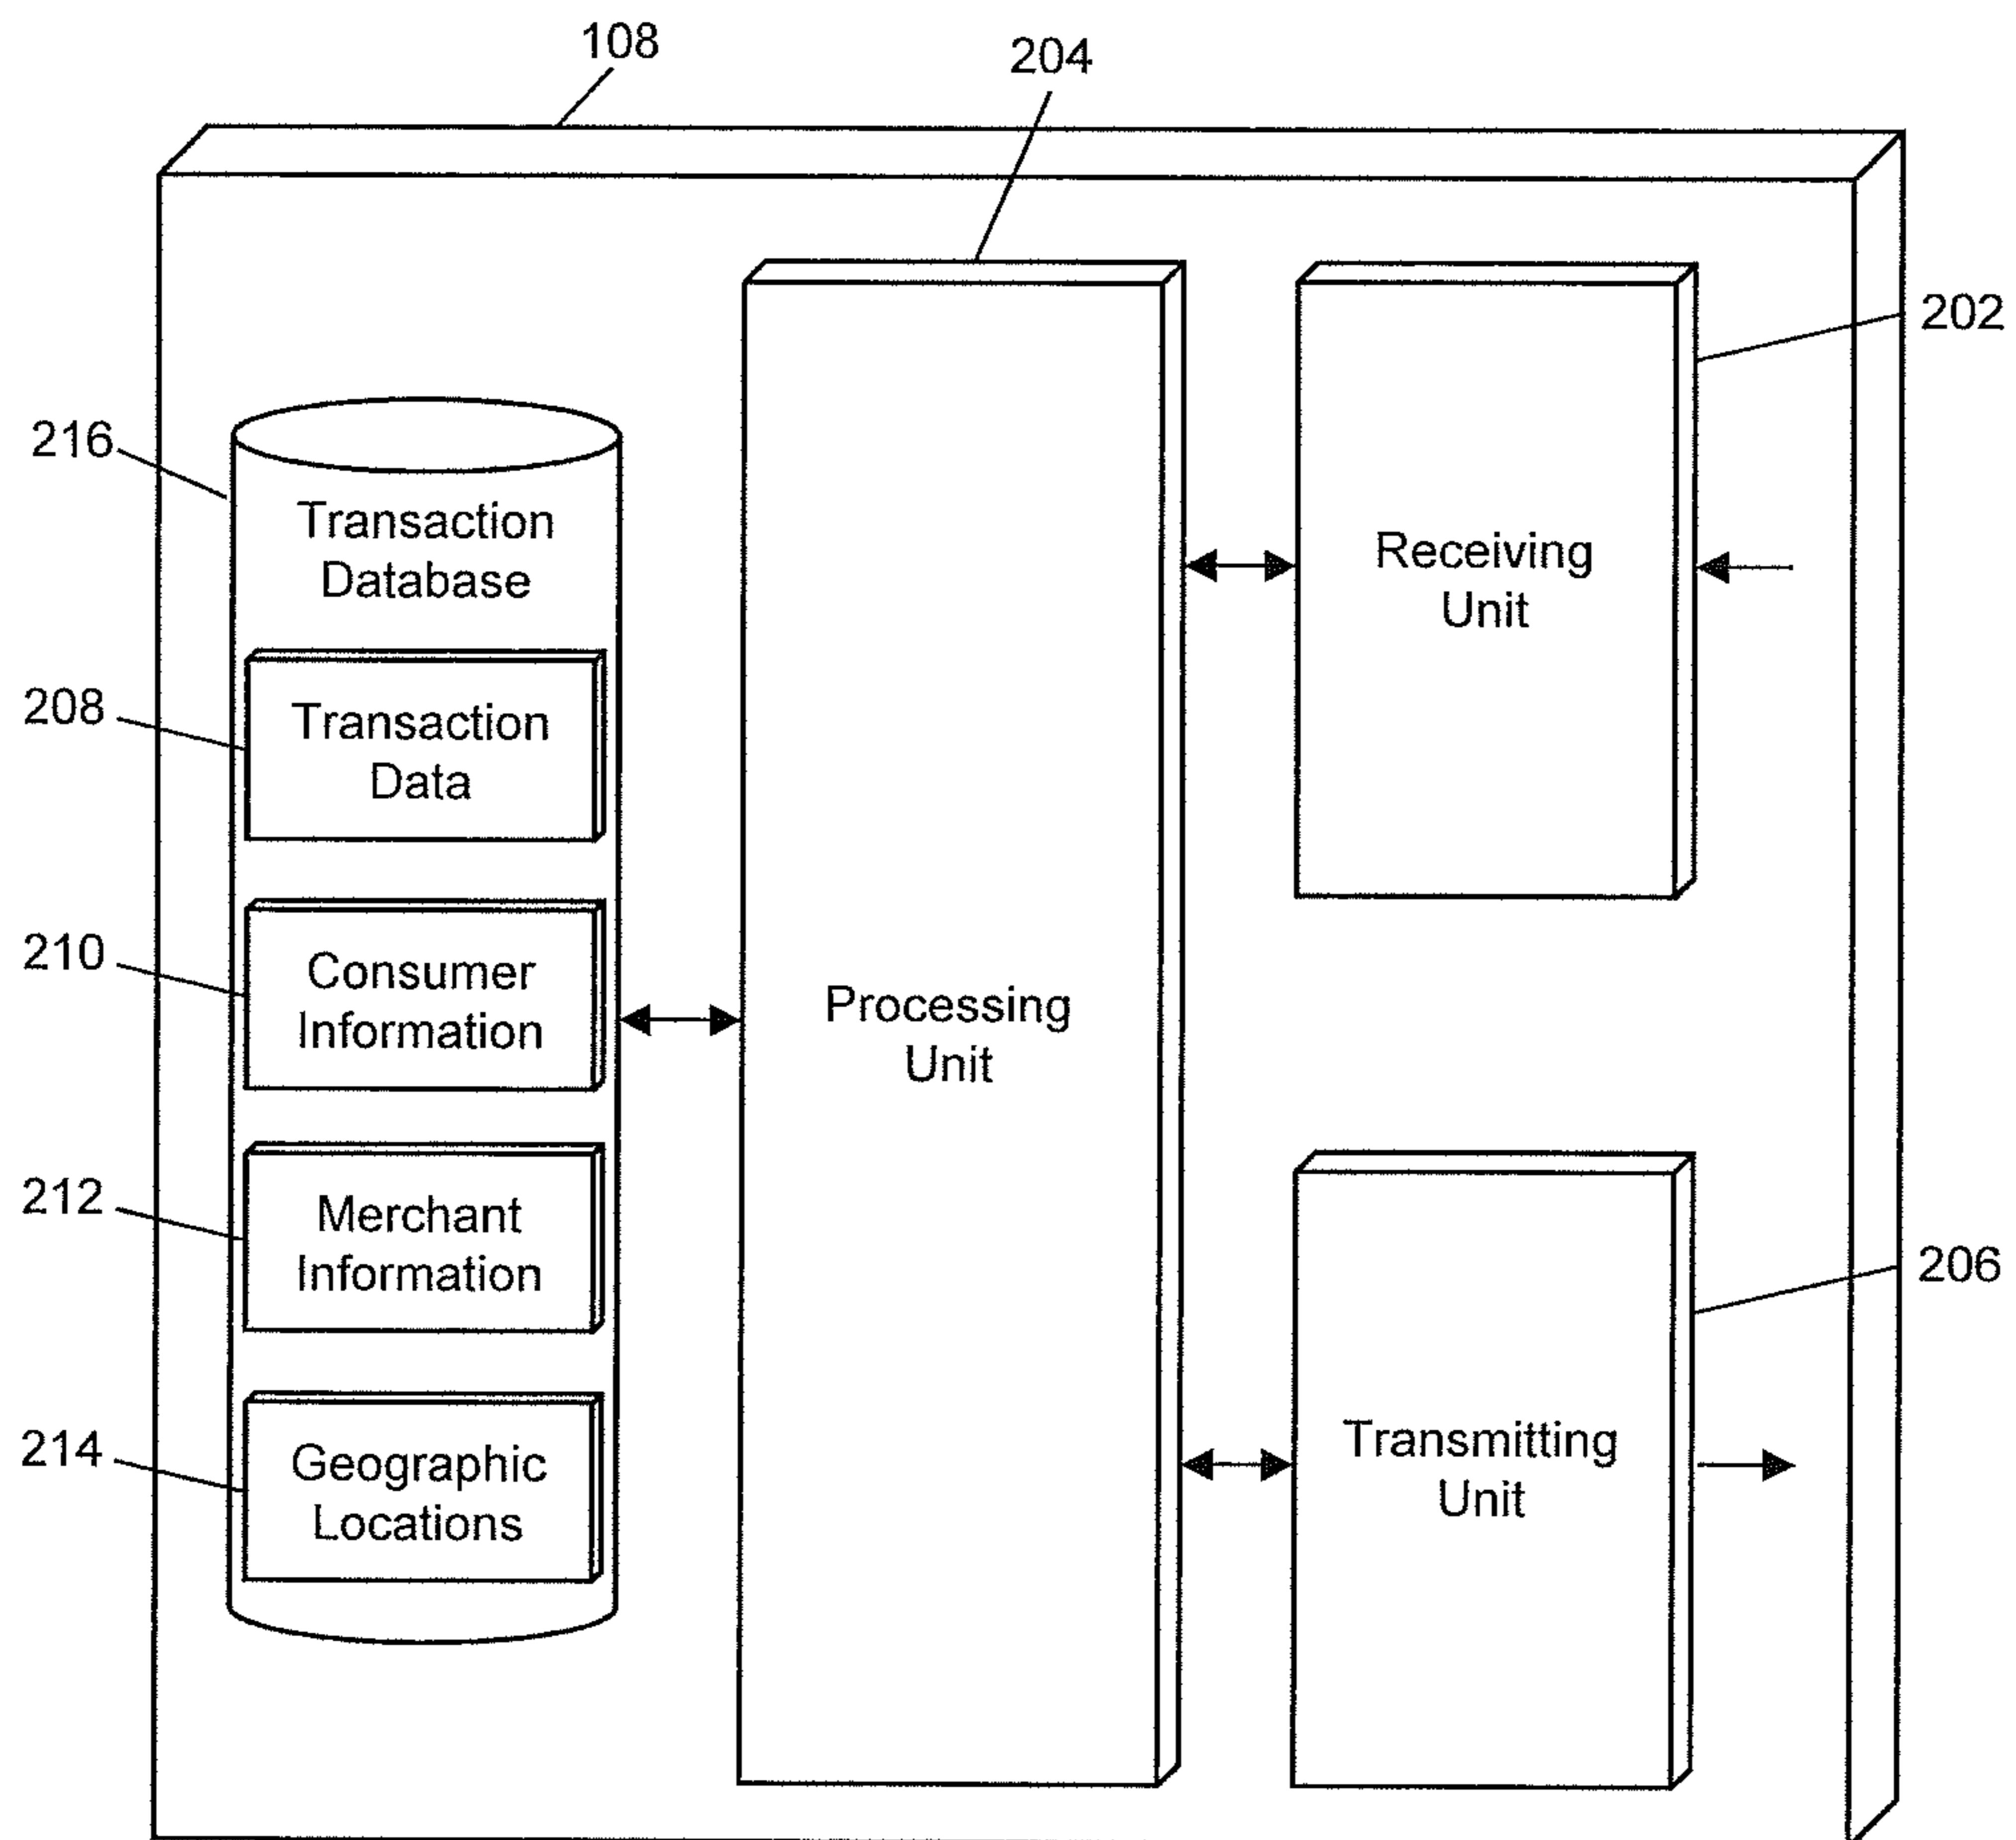 108
204
202
216
Transaction
Database
Receiving
Unit
208
Transaction
Data
210
Consumer
Information
Processing
Unit
212
Merchant
Information
206
214
Geographic
Locations
Transmitting
Unit